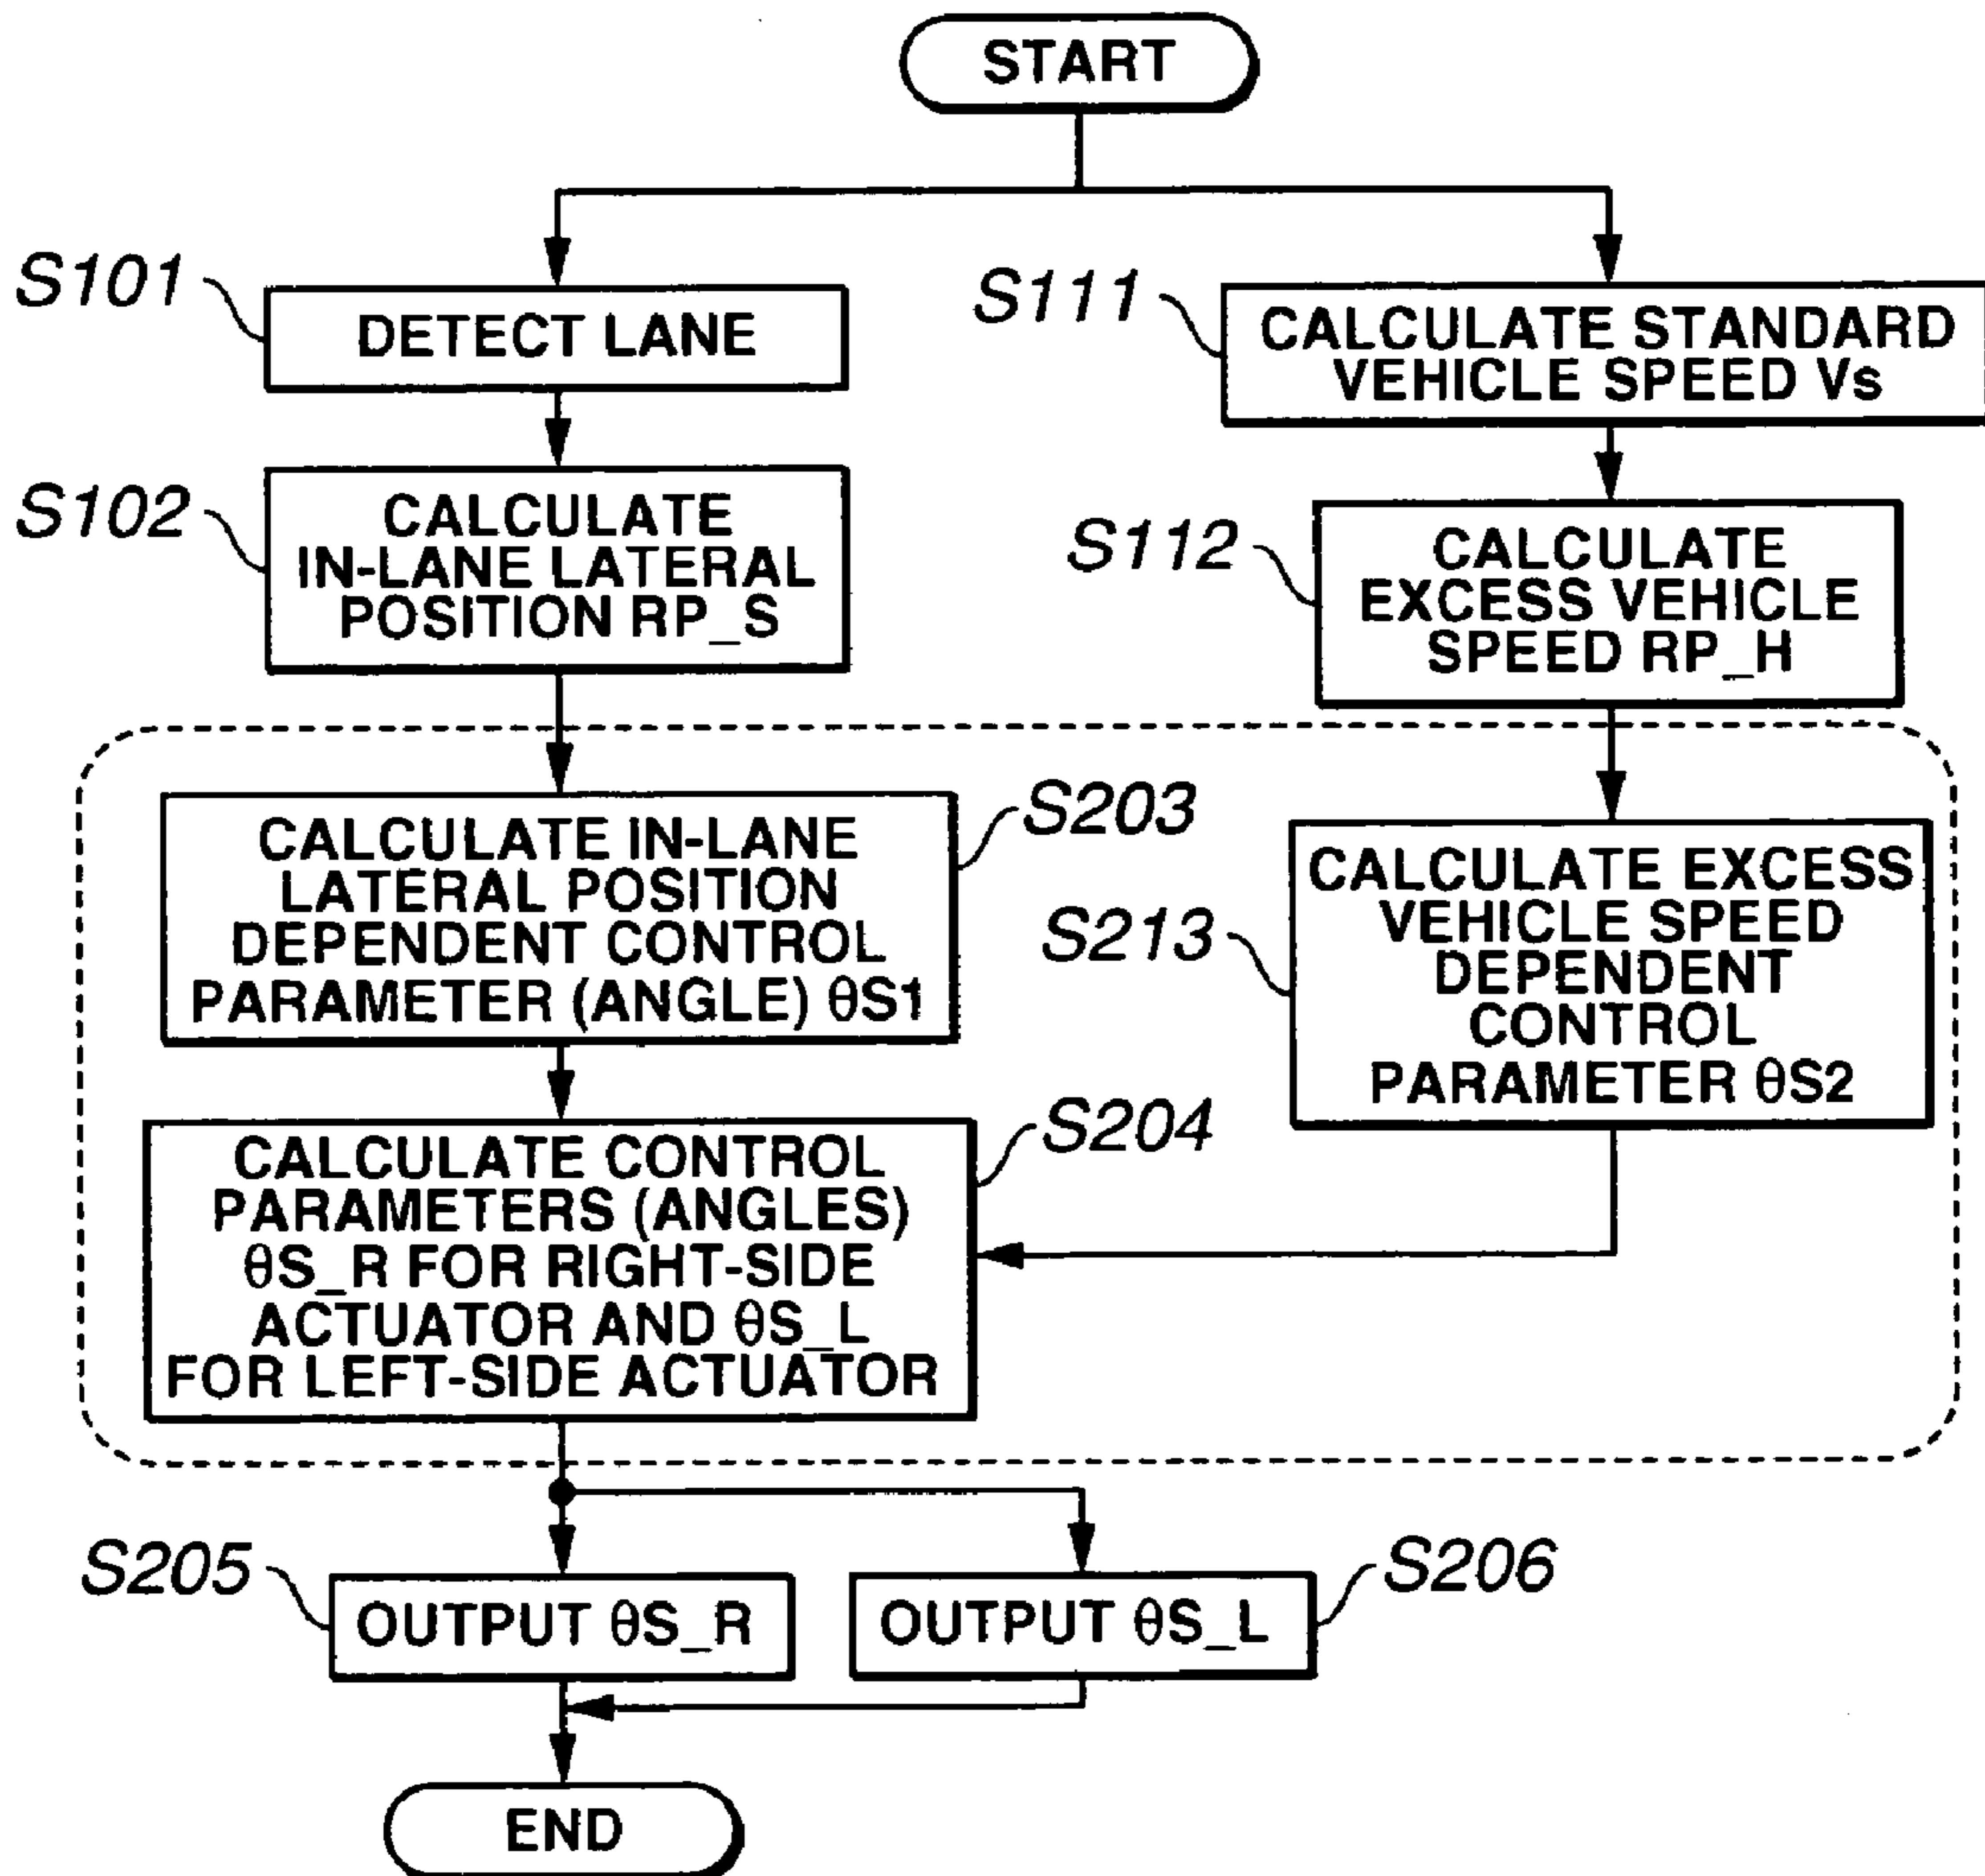 START
S101
DETECT LANE
S111
CALCULATE STANDARD
VEHICLE SPEED Vs
S102
CALCULATE
IN-LANE LATERAL
POSITION RP_S
S112
CALCULATE
EXCESS VEHICLE
SPEED RP_H
S203
CALCULATE IN-LANE
LATERAL POSITION
DEPENDENT CONTROL
PARAMETER (ANGLE) θS1
S213
CALCULATE EXCESS
VEHICLE SPEED
DEPENDENT
CONTROL
PARAMETER θS2
S204
CALCULATE CONTROL
PARAMETERS (ANGLES)
θS_R FOR RIGHT-SIDE
ACTUATOR AND θS_L
FOR LEFT-SIDE ACTUATOR
S205
OUTPUT θS_R
OUTPUT θS_L
S206
END